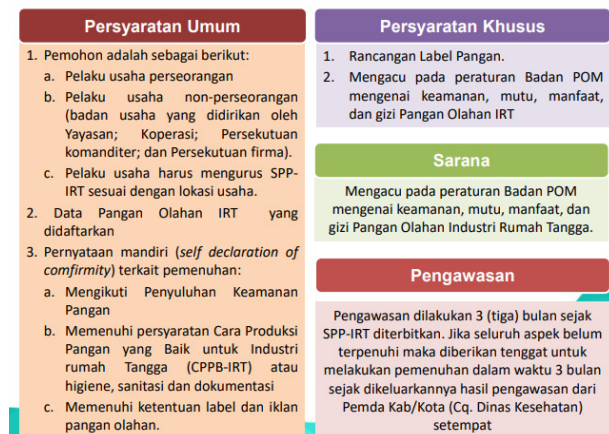 Persyaratan Umum
1. Pemohon adalah sebagai berikut:
a. Pelaku usaha perseorangan
b. Pelaku usaha non-perseorangan
(badan usaha yang didirikan oleh
Yayasan; Koperasi; Persekutuan
komanditer; dan Persekutuan firma).
c. Pelaku usaha harus mengurus SPP-
IRT sesuai dengan lokasi usaha.
2. Data Pangan Olahan IRT yang
didaftarkan
3. Pernyataan mandiri (self declaration of
comfirmity) terkait pemenuhan:
a. Mengikuti Penyuluhan Keamanan
Pangan
b. Memenuhi persyaratan Cara Produksi
Pangan yang Baik untuk Industri
rumah Tangga (CPPB-IRT) atau
higiene, sanitasi dan dokumentasi
c. Memenuhi ketentuan label dan iklan
pangan olahan.
Persyaratan Khusus
1. Rancangan Label Pangan.
2. Mengacu pada peraturan Badan POM
mengenai keamanan, mutu, manfaat,
dan gizi Pangan Olahan IRT
Sarana
Mengacu pada peraturan Badan POM
mengenai keamanan, mutu, manfaat, dan
gizi Pangan Olahan Industri Rumah Tangga.
Pengawasan
Pengawasan dilakukan 3 (tiga) bulan sejak
SPP-IRT diterbitkan. Jika seluruh aspek belum
terpenuhi maka diberikan tenggat untuk
melakukan pemenuhan dalam waktu 3 bulan
sejak dikeluarkannya hasil pengawasan dari
Pemda Kab/Kota (Cq. Dinas Kesehatan)
setempat